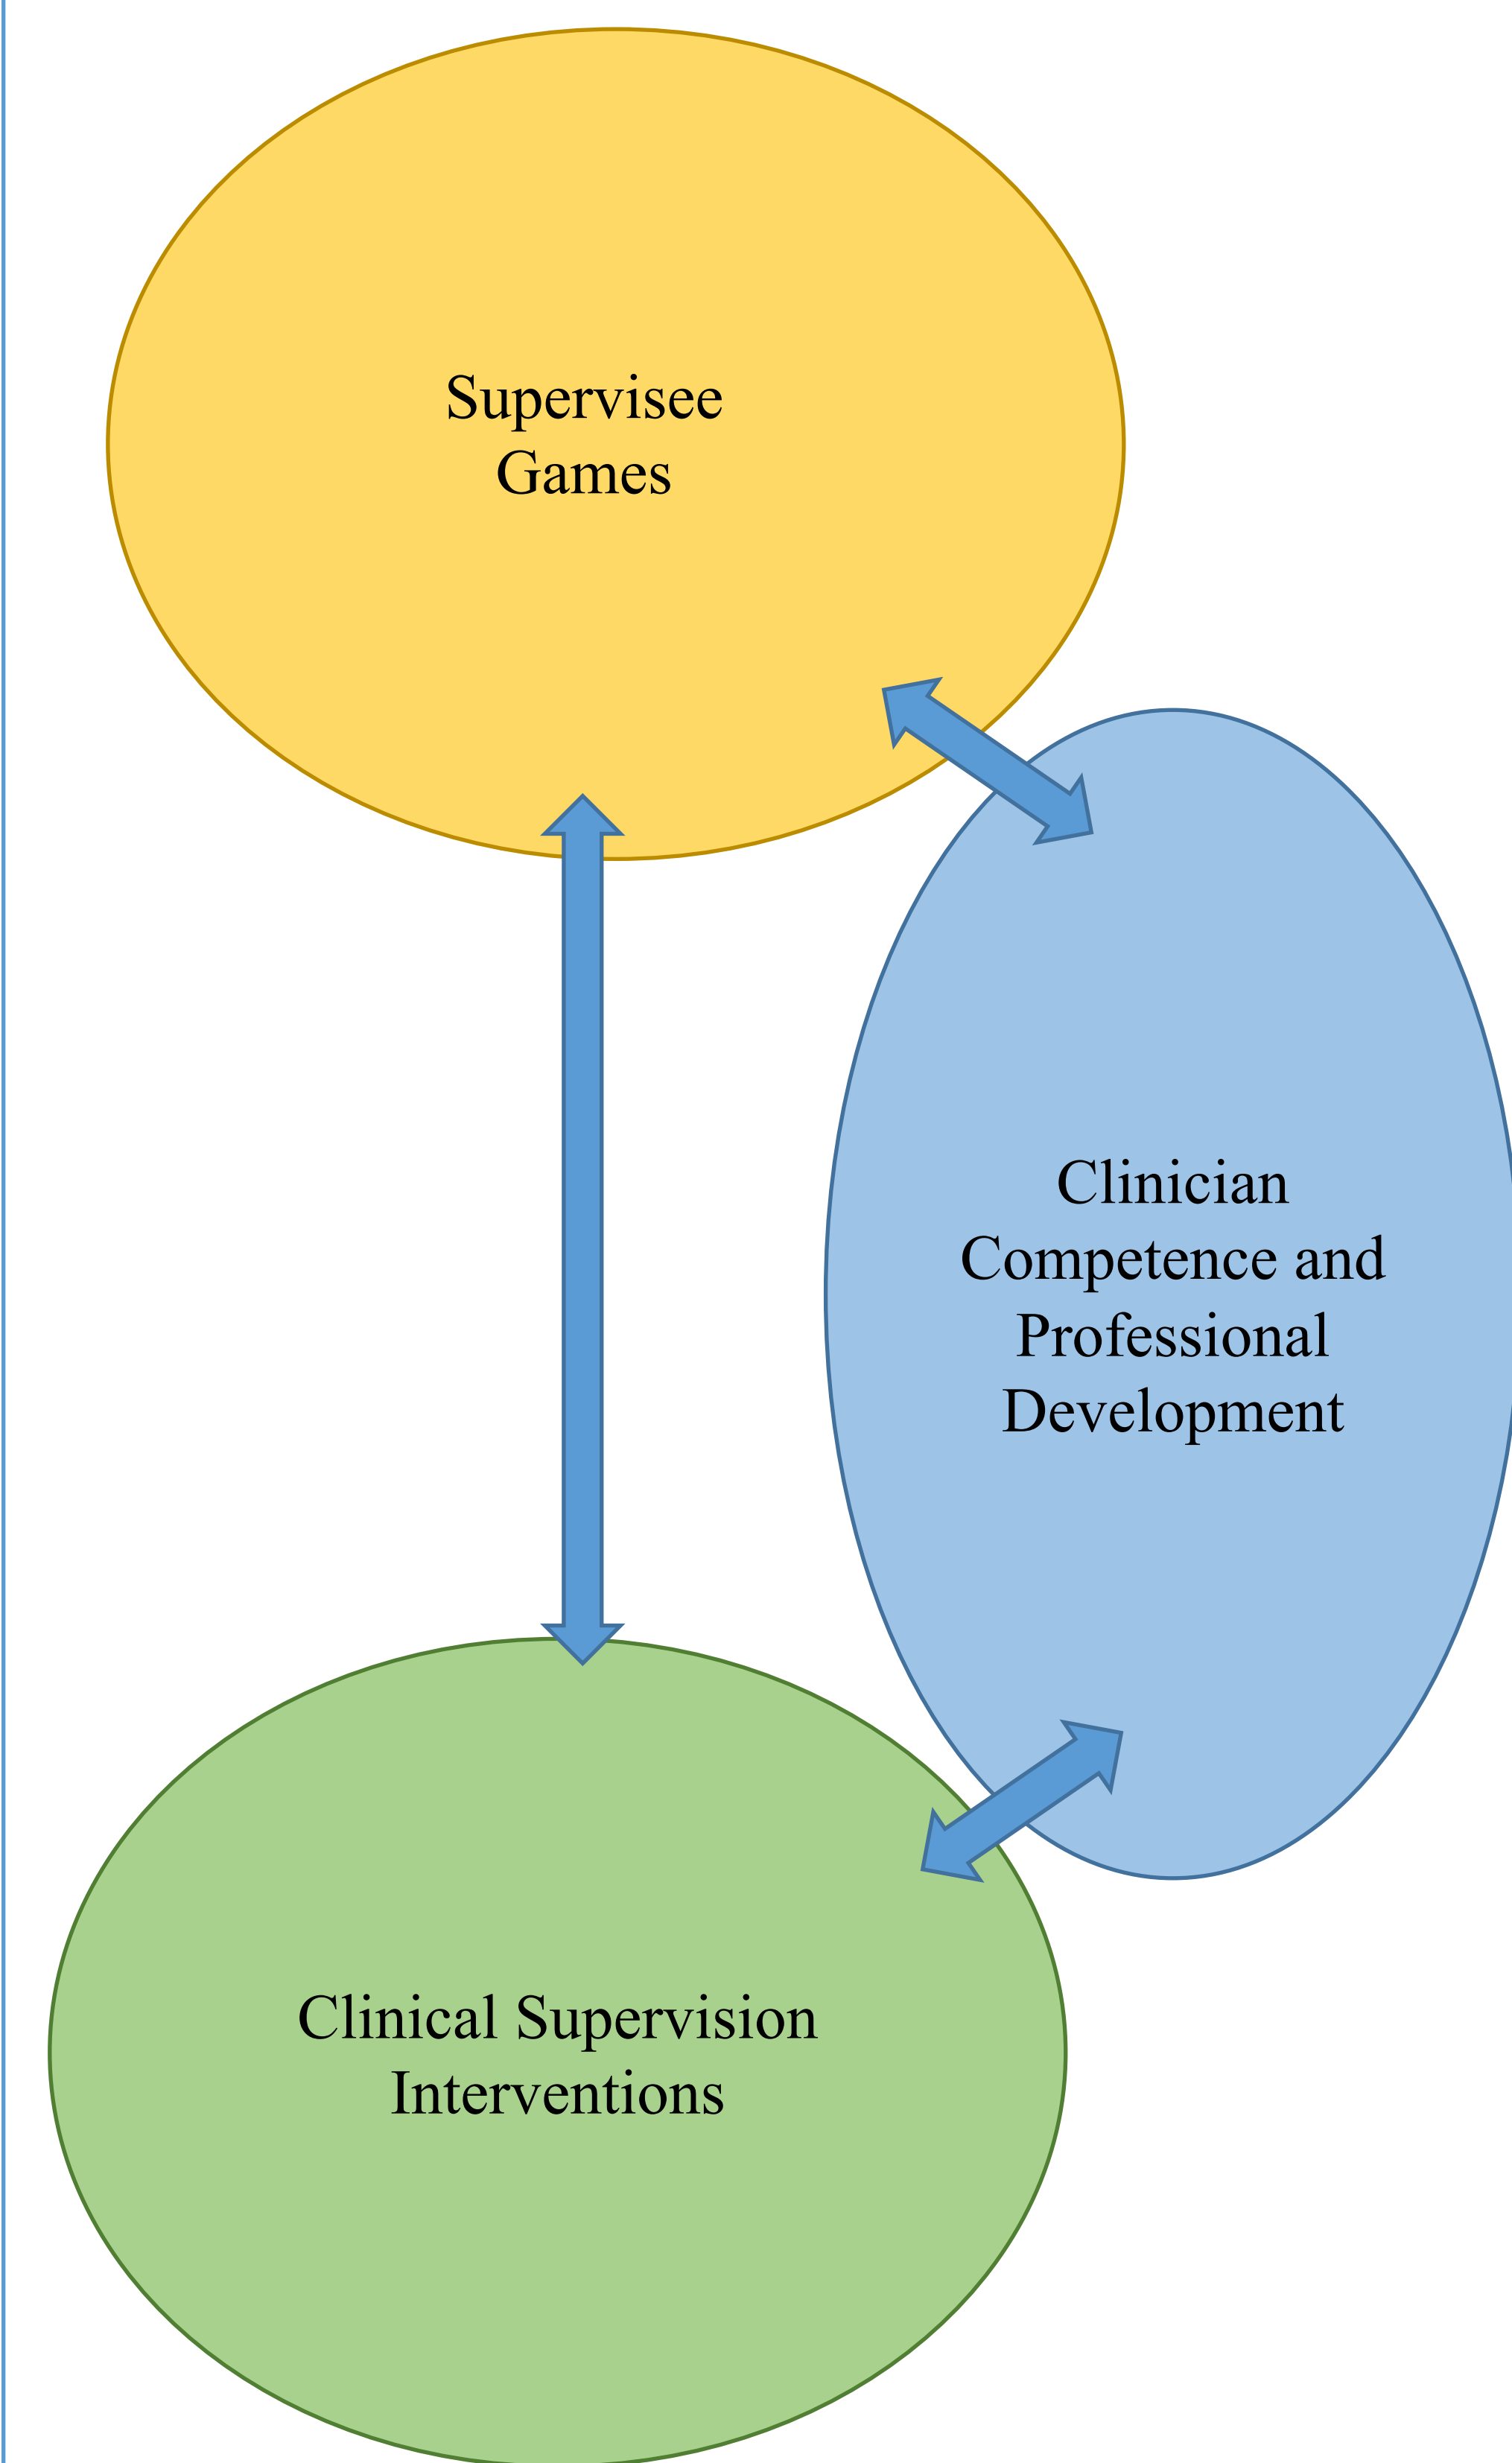 Supervisee
Games
Clinician
Competence and
Professional
Development
Clinical Supervision
Interventions